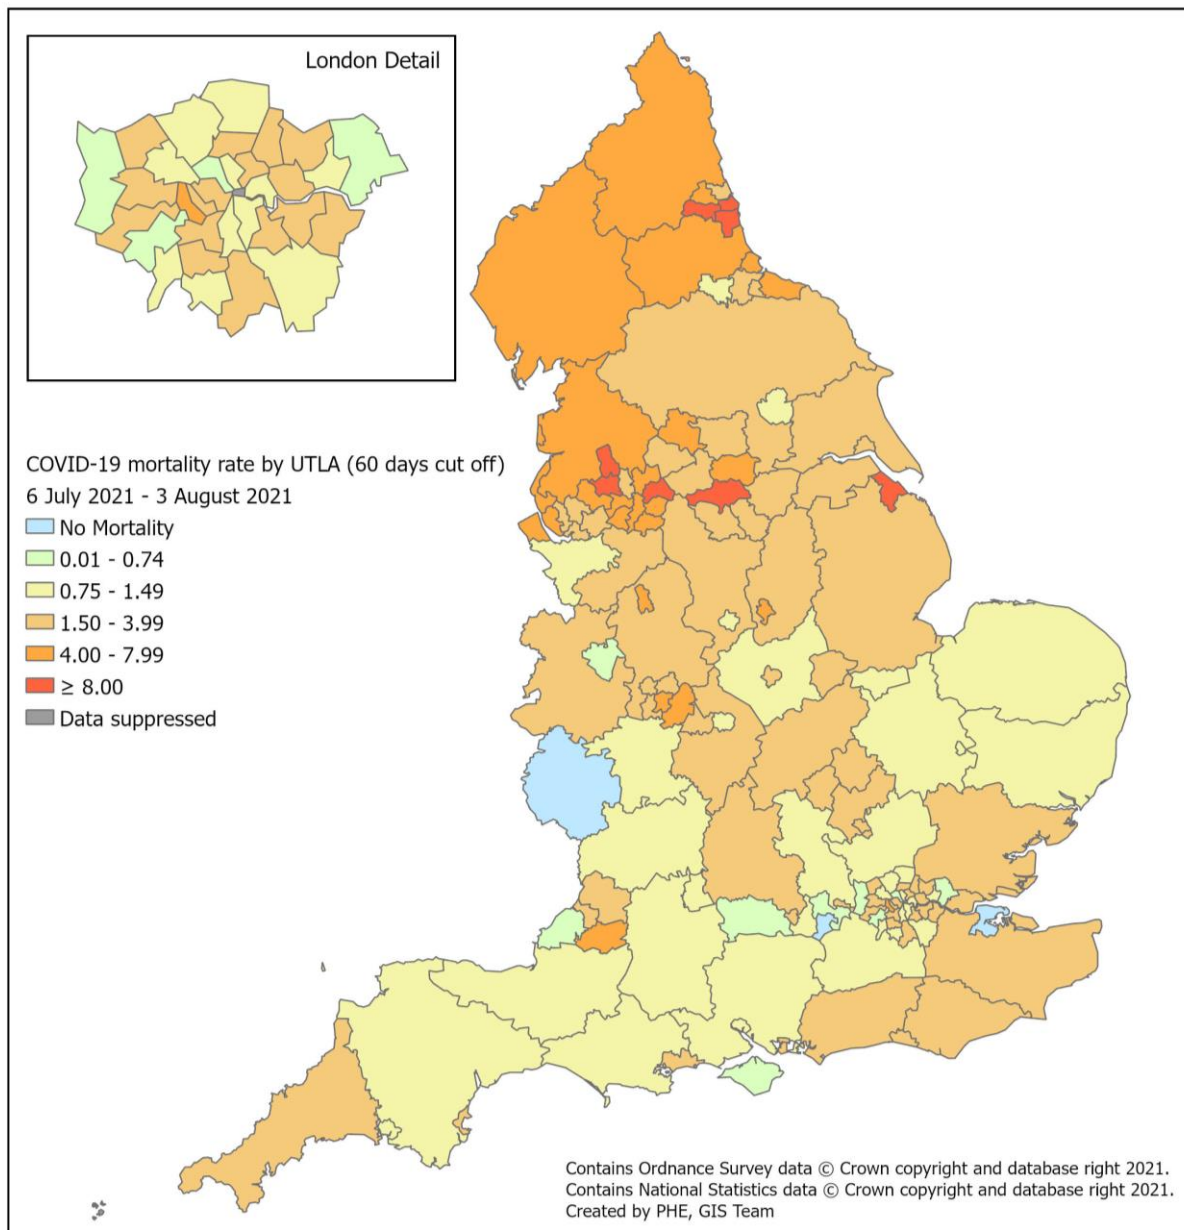 London Detail
COVID-19 mortality rate by UTLA (60 days cut off)
6 July 2021 - 3 August 2021
No Mortality
0.01 - 0.74
0.75 - 1.49
1.50 - 3.99
4.00 - 7.99
≥ 8.00
Data suppressed
Contains Ordnance Survey data © Crown copyright and database right 2021.
Contains National Statistics data © Crown copyright and database right 2021.
Created by PHE, GIS Team